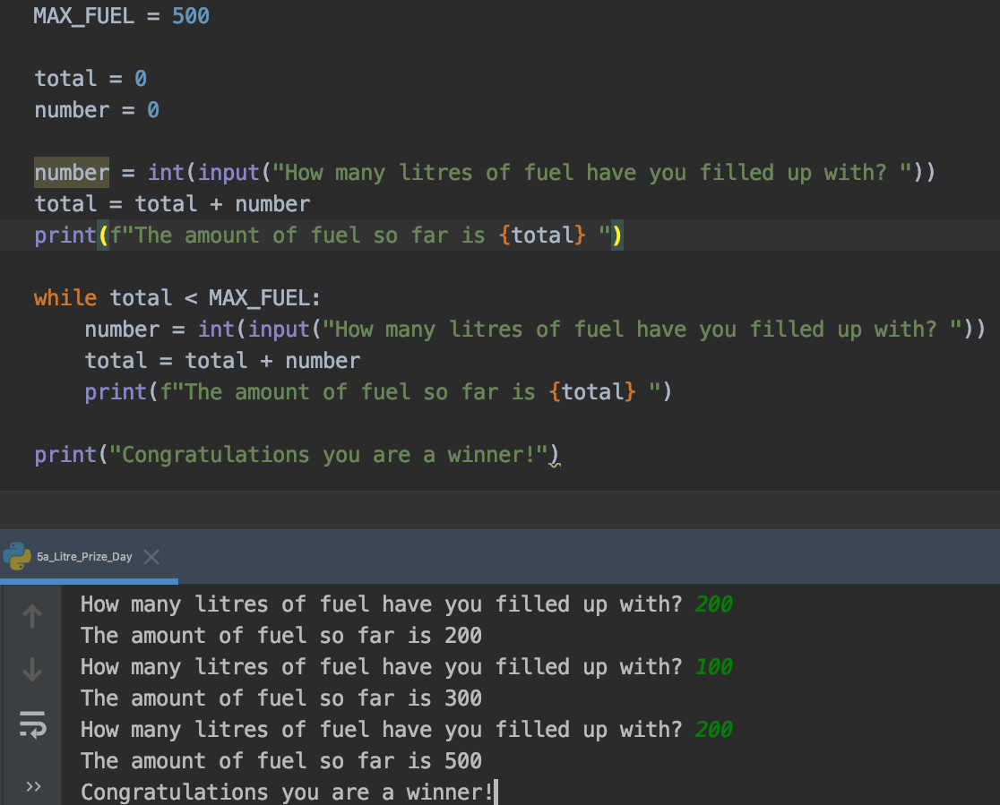 MAX_FUEL = 500
total = 0
number = 0
number = int(input("How many litres of fuel have you filled up with? "))
total = total + number
print(f"The amount of fuel so far is {total} ")
while total < MAX_FUEL:
    number = int(input("How many litres of fuel have you filled up with? "))
    total = total + number
    print(f"The amount of fuel so far is {total} ")
print("Congratulations you are a winner!")
5a_Litre_Prize_Day
How many litres of fuel have you filled up with? 200
The amount of fuel so far is 200
How many litres of fuel have you filled up with? 100
The amount of fuel so far is 300
How many litres of fuel have you filled up with? 200
The amount of fuel so far is 500
Congratulations you are a winner!